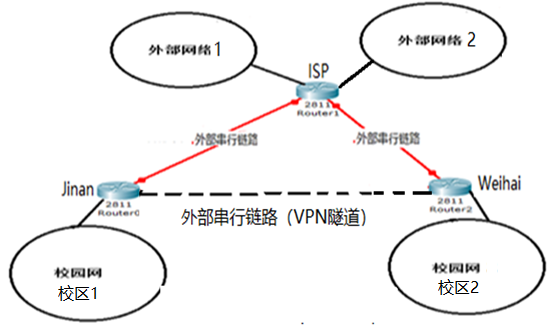 外部网络1
外部网络2
ISP
2811
Router1
外部串行链路
外部串行链路
Jinan
2811
Router0
Weihai
2811
Router2
外部串行链路（VPN隧道）
校园网
校区1
校园网
校区2